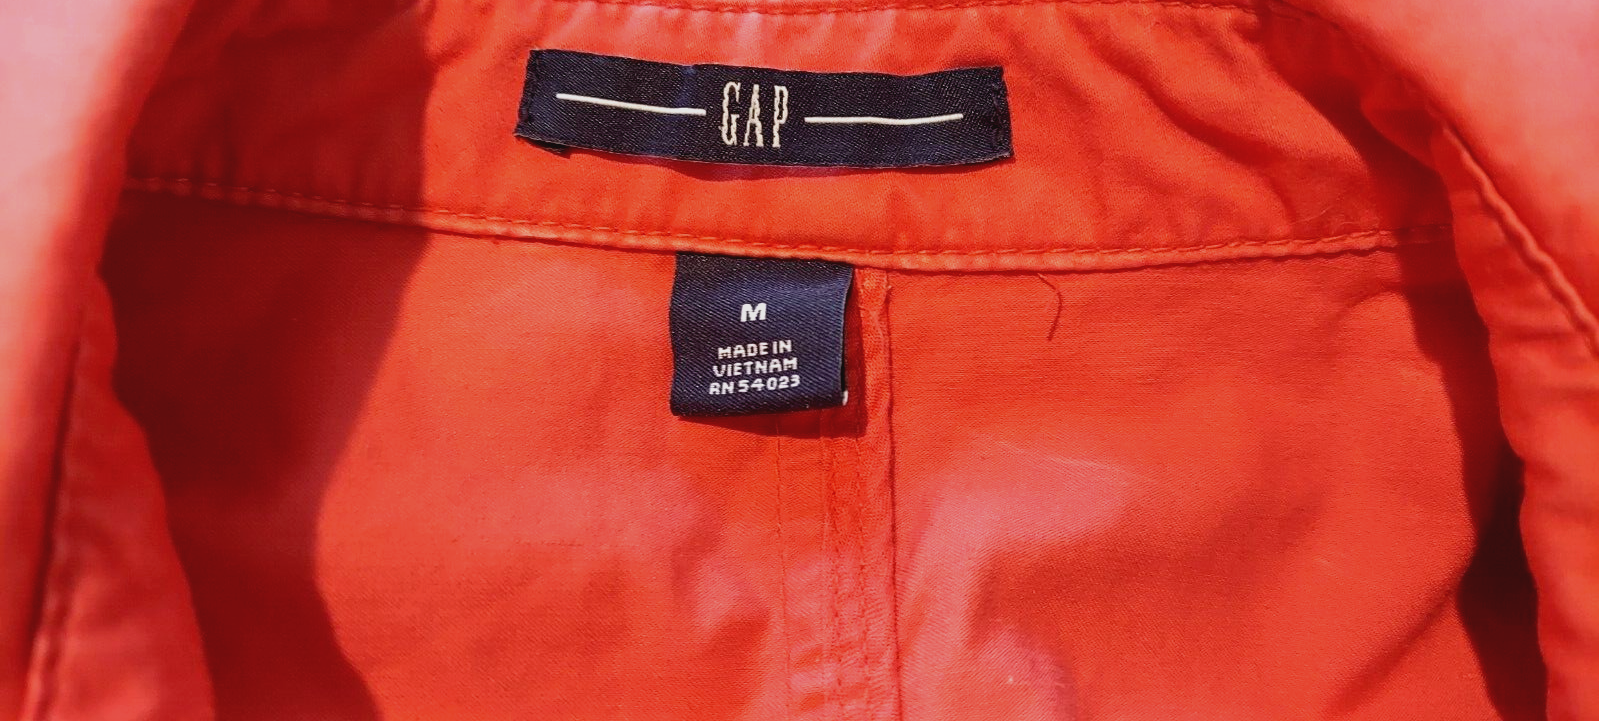 GAP
M
MADE IN
VIETNAM
RN 54023